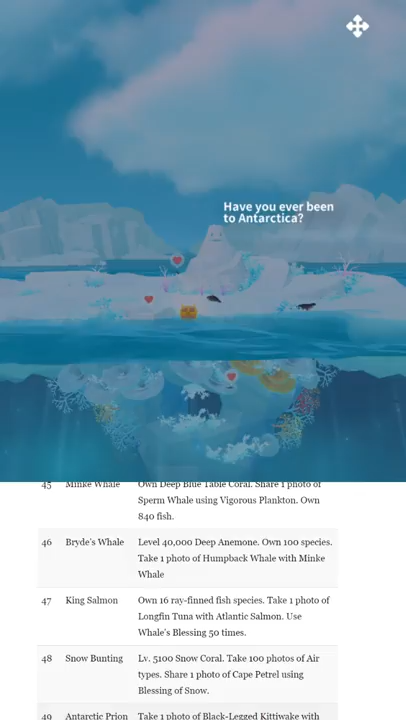 Have you ever been
to Antarctica?
45 Minke Whale Own Deep Blue Table Coral. Share 1 photo of
Sperm Whale using Vigorous Plankton. Own
840 fish.
46 Bryde's Whale Level 40,000 Deep Anemone. Own 100 species.
Take 1 photo of Humpback Whale with Minke
Whale
47 King Salmon Own 16 ray-finned fish species. Take 1 photo of
Longfin Tuna with Atlantic Salmon. Use
Whale's Blessing 50 times.
48 Snow Bunting Lv. 5100 Snow Coral. Take 100 photos of Air
types. Share 1 photo of Cape Petrel using
Blessing of Snow.
49 Antarctic Prion Take 1 photo of Black-Legged Kittiwake with